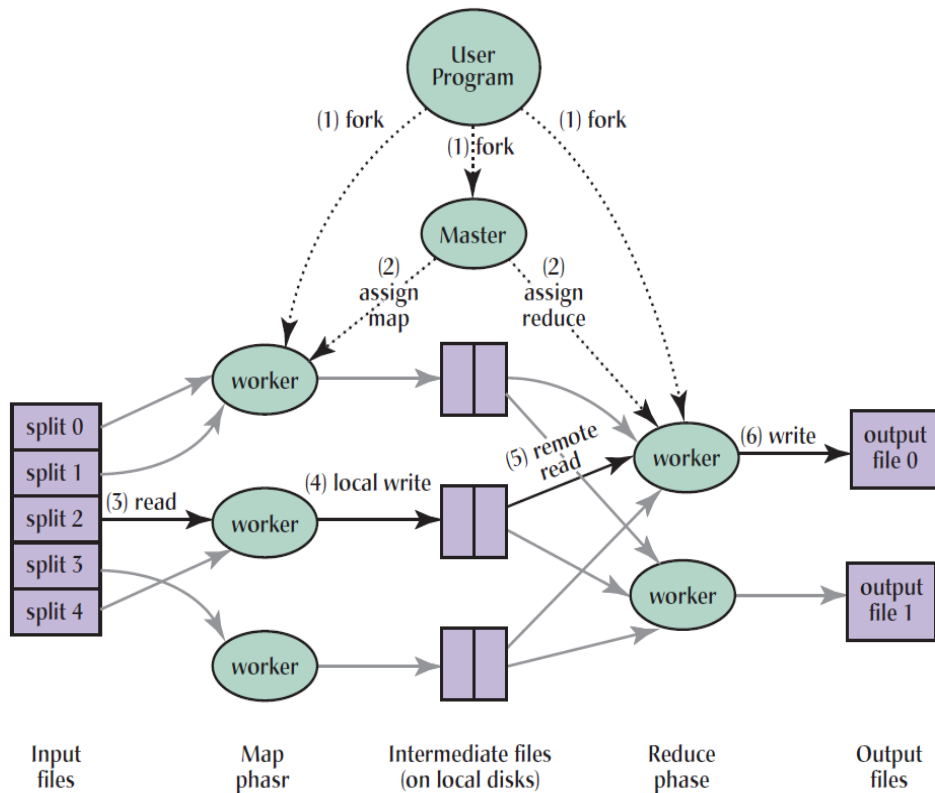 User
Program
(1) fork
(1) fork
(1) fork
Master
(2)
assign
map
(2)
assign
reduce
worker
split 0
split 1
split 2
split 3
split 4
(3) read
worker
(4) local write
(5) remote
read
worker
(6) write
output
file 0
worker
output
file 1
worker
Input
files
Map
phasr
Intermediate files
(on local disks)
Reduce
phase
Output
files